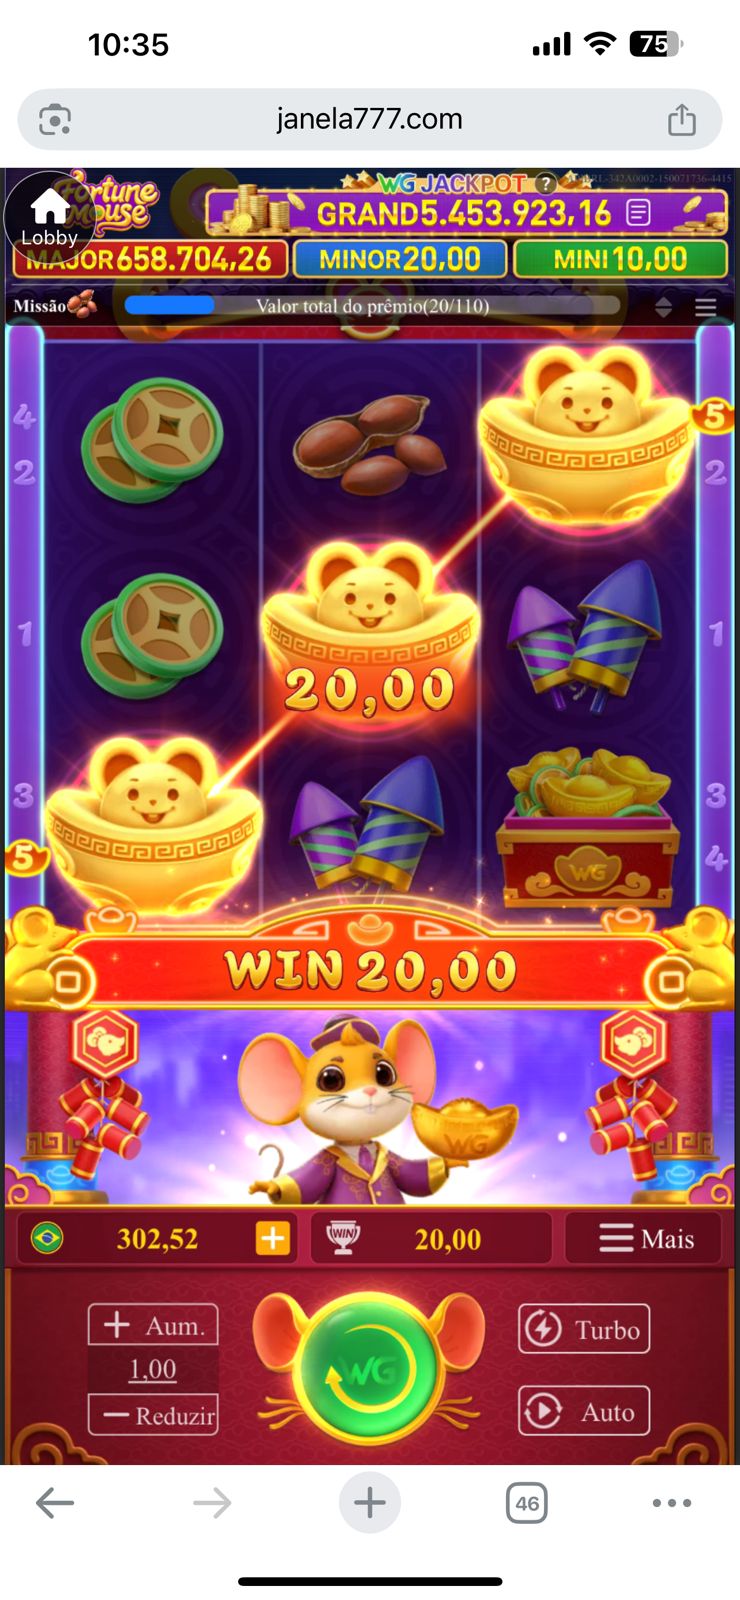 10:35
75
janela777.com
Fortune Mouse
Lobby
WG JACKPOT ?
GRAND5.453.923,16
MAJOR658.704,26
MINOR20,00
MINI10,00
Missão
Valor total do prêmio(20/110)
4
5
2
2
1
1
20,00
3
3
5
4
WG
WIN 20,00
WG
302,52
WIN
20,00
Mais
Aum.
1,00
Reduzir
WG
Turbo
Auto
46